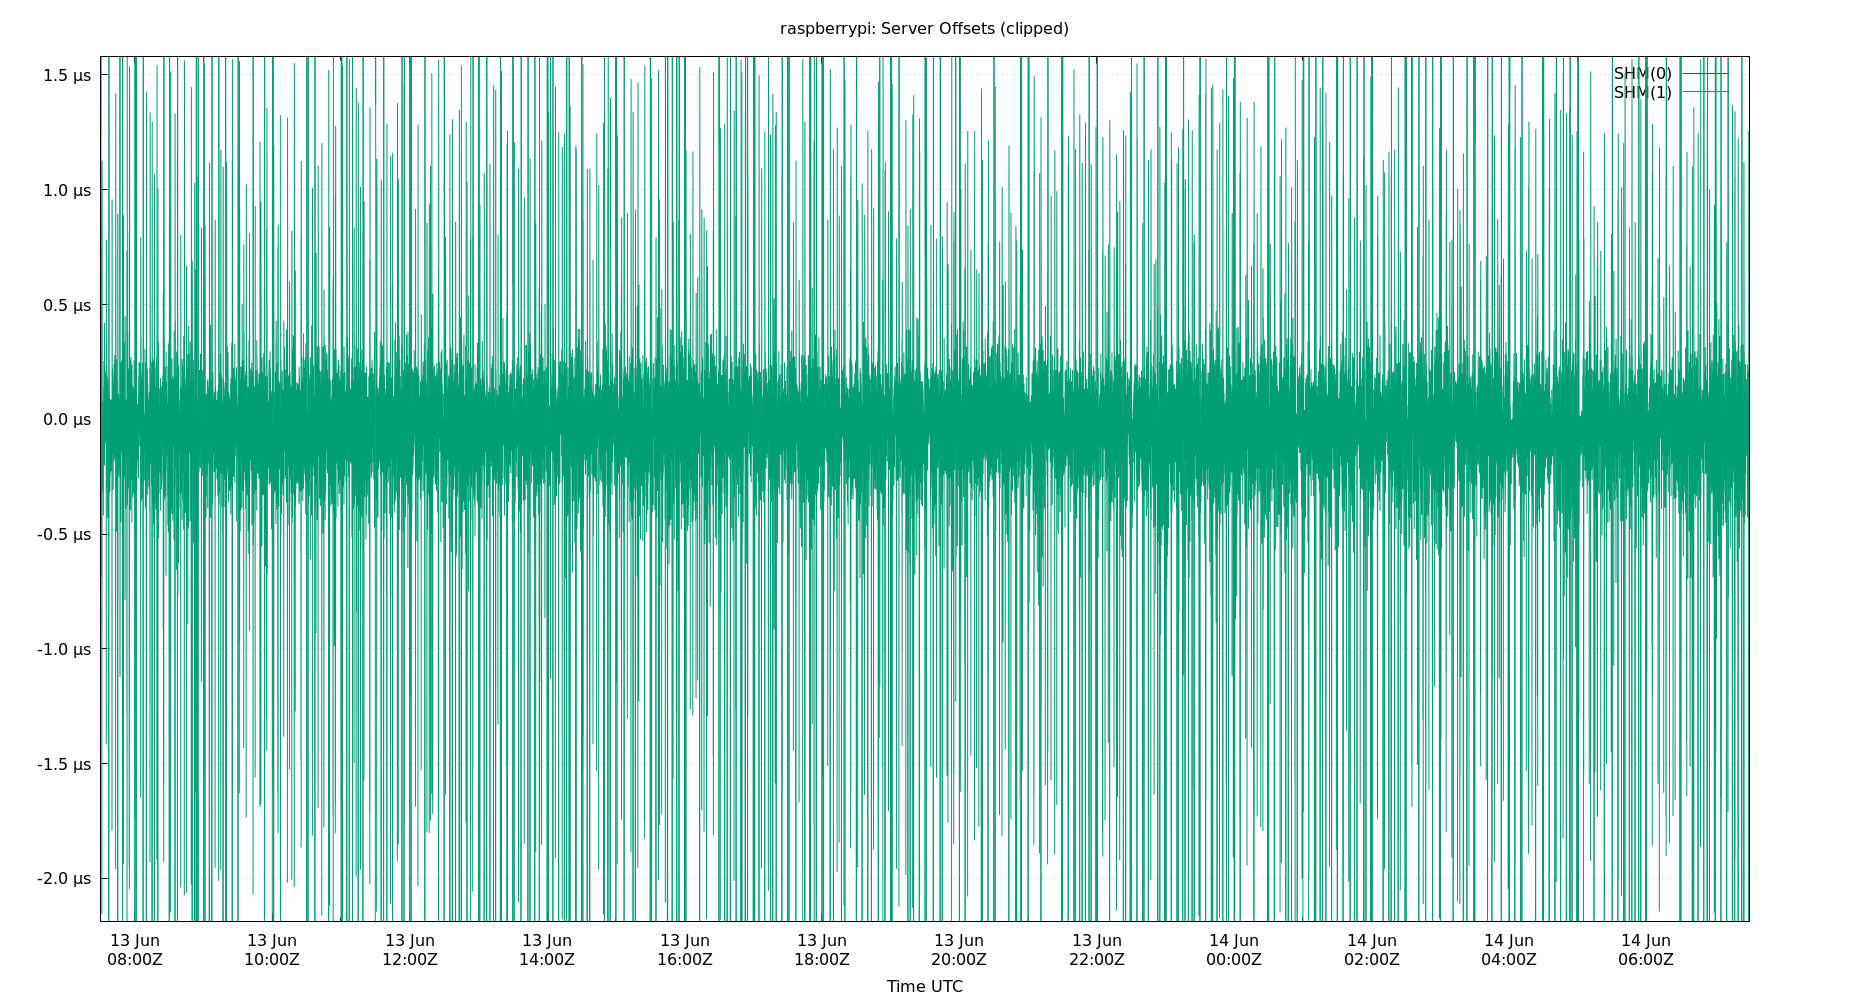 raspberrypi: Server Offsets (clipped)
SHM(0)
SHM(1)
1.5 µs
1.0 µs
0.5 µs
0.0 µs
-0.5 µs
-1.0 µs
-1.5 µs
-2.0 µs
13 Jun 13 Jun 13 Jun 13 Jun 13 Jun 13 Jun 13 Jun 13 Jun 14 Jun 14 Jun 14 Jun 14 Jun
08:00Z 10:00Z 12:00Z 14:00Z 16:00Z 18:00Z 20:00Z 22:00Z 00:00Z 02:00Z 04:00Z 06:00Z
Time UTC